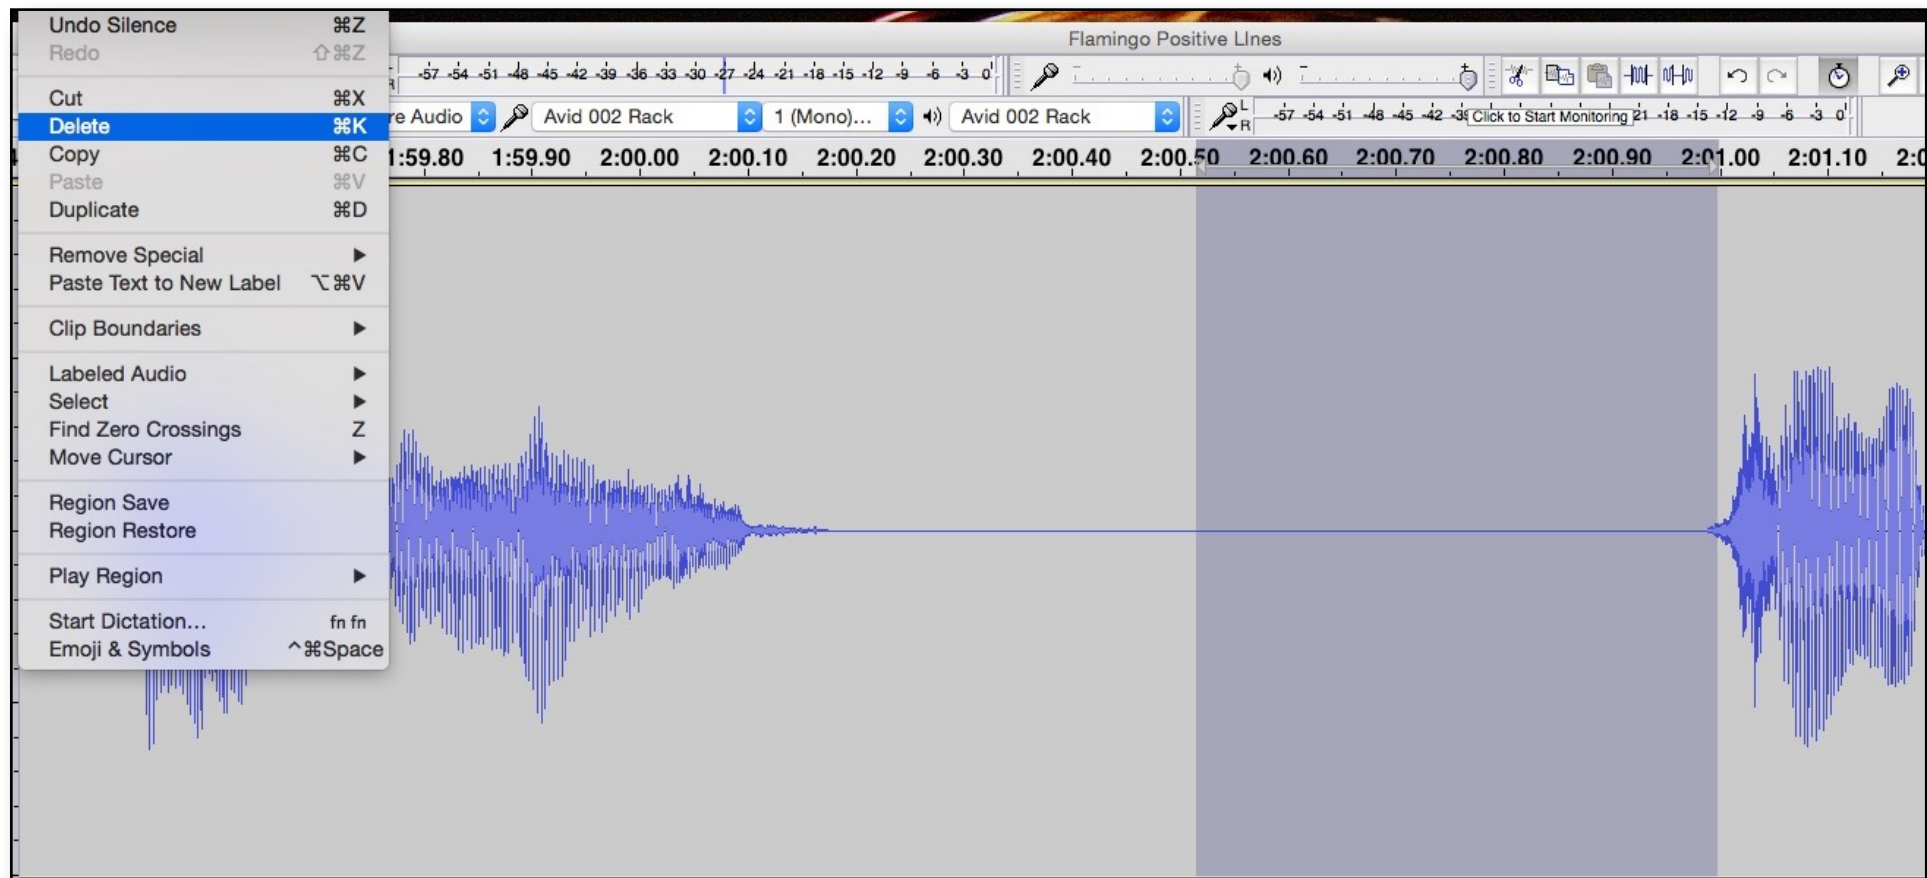 Undo Silence ⌘Z
Redo ⇧⌘Z
Cut ⌘X
Delete ⌘K
Copy ⌘C
Paste ⌘V
Duplicate ⌘D
Remove Special ▶
Paste Text to New Label ⌥⌘V
Clip Boundaries ▶
Labeled Audio ▶
Select ▶
Find Zero Crossings Z
Move Cursor ▶
Region Save
Region Restore
Play Region ▶
Start Dictation... fn fn
Emoji & Symbols ^⌘Space
Flamingo Positive LInes
-57 -54 -51 -48 -45 -42 -39 -36 -33 -30 -27 -24 -21 -18 -15 -12 -9 -6 -3 0
re Audio Avid 002 Rack 1 (Mono)... Avid 002 Rack
L
R
-57 -54 -51 -48 -45 -42 Click to Start Monitoring 21 -18 -15 -12 -9 -6 -3 0
1:59.80 1:59.90 2:00.00 2:00.10 2:00.20 2:00.30 2:00.40 2:00.50 2:00.60 2:00.70 2:00.80 2:00.90 2:01.00 2:01.10